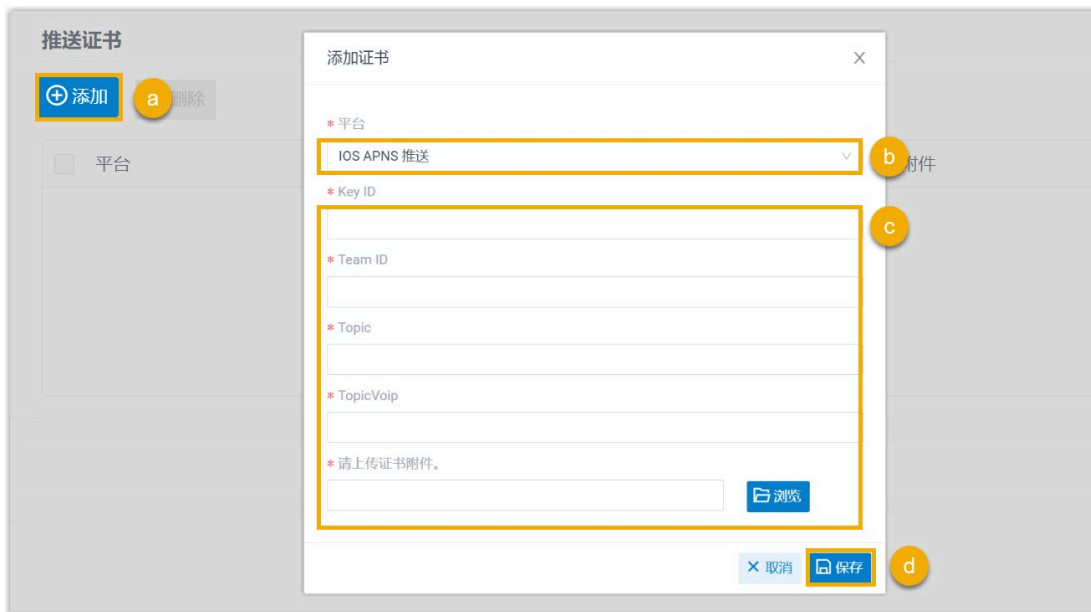 推送证书
添加
a
删除
平台
附件
添加证书
* 平台
IOS APNS 推送
b
* Key ID
c
* Team ID
* Topic
* TopicVoip
* 请上传证书附件。
浏览
取消
保存
d